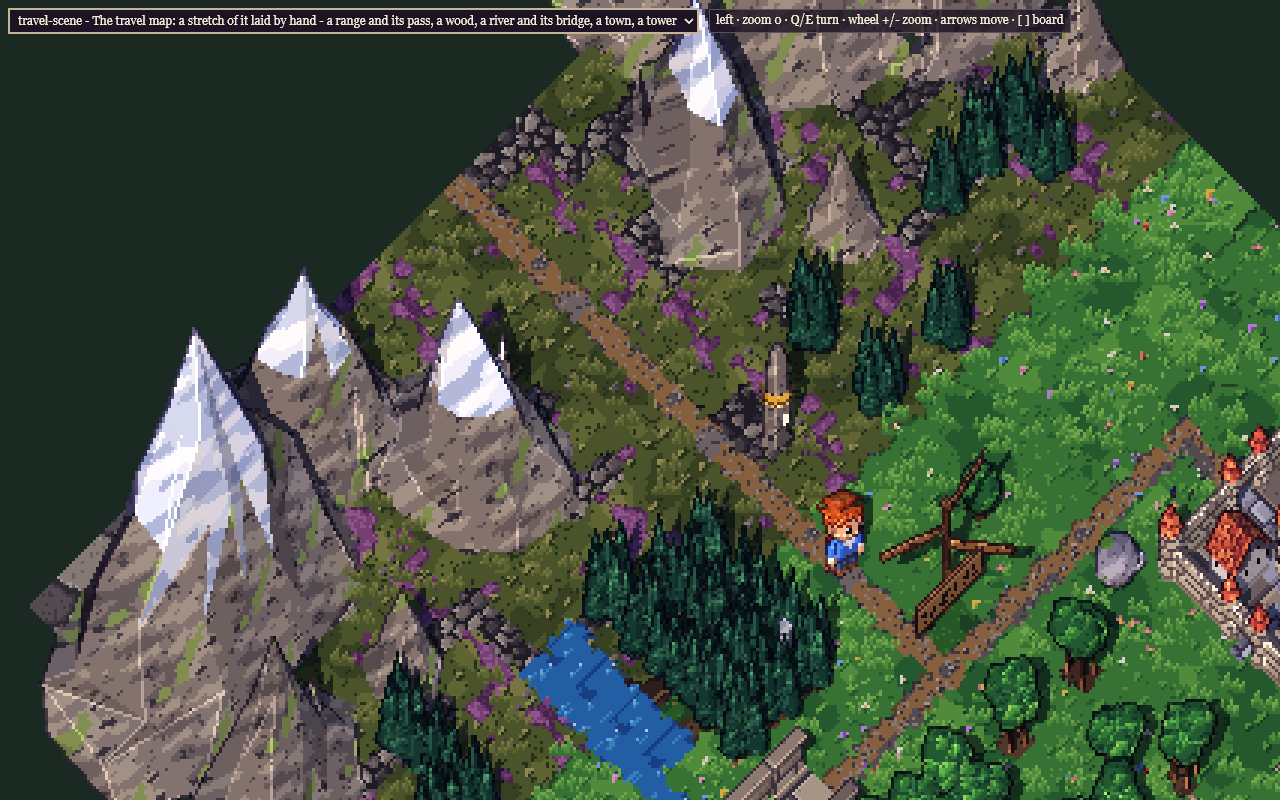 travel-scene - The travel map: a stretch of it laid by hand - a range and its pass, a wood, a river and its bridge, a town, a tower
left · zoom 0 · Q/E turn · wheel +/- zoom · arrows move · [ ] board